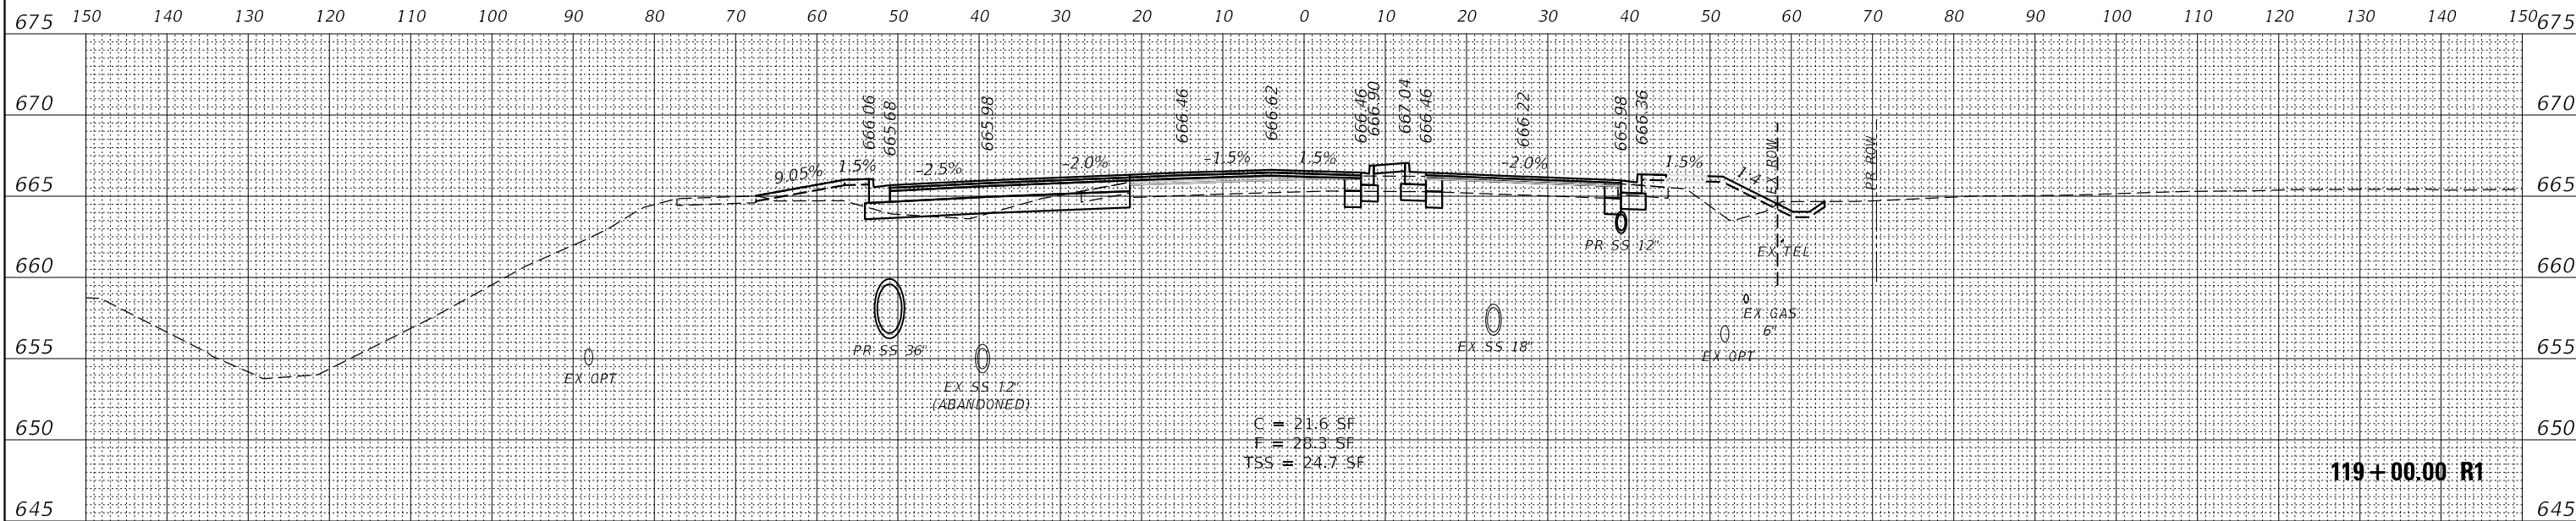 675 150 140 130 120 110 100 90 80 70 60 50 40 30 20 10 0 10 20 30 40 50 60 70 80 90 100 110 120 130 140 150 675
670 666.06 665.68 665.98 666.46 666.62 666.46 666.90 667.04 666.46 666.22 665.98 666.36 670
EX ROW PR ROW
665 9.05% 1.5% -2.5% -2.0% -1.5% 1.5% -2.0% 1.5% 1:4 665
PR SS 12" EX TEL
660 660
EX GAS
6"
655 PR SS 36" EX SS 18" EX OPT 655
EX OPT
EX SS 12"
(ABANDONED)
650 650
C = 21.6 SF
F = 28.3 SF
TSS = 24.7 SF
119+00.00 R1
645 645